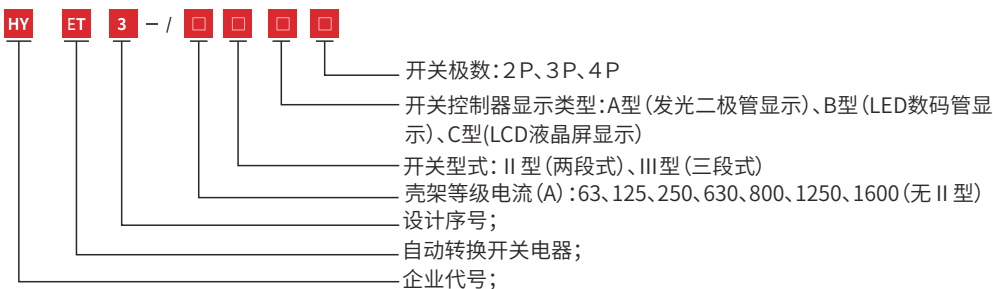 HY ET 3 - / □ □ □ □
开关极数：2P、3P、4P
开关控制器显示类型：A型（发光二极管显示）、B型（LED数码管显
示）、C型(LCD液晶屏显示）
开关型式：II 型（两段式）、III型（三段式）
壳架等级电流（A）：63、125、250、630、800、1250、1600（无 II 型）
设计序号；
自动转换开关电器；
企业代号；